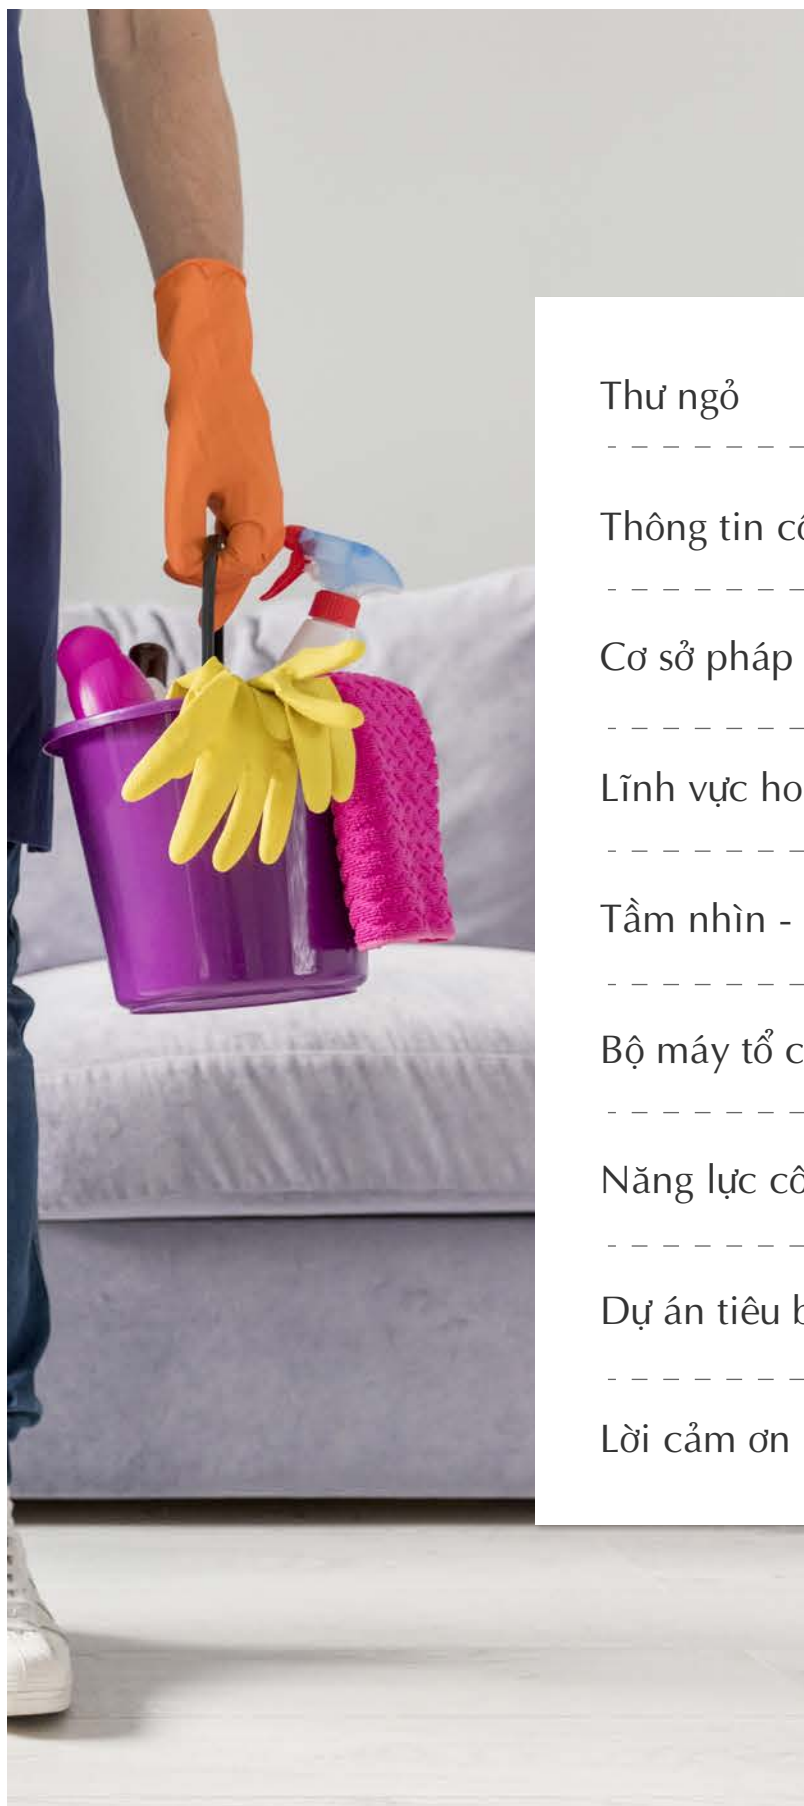 Thư ngỏ
Thông tin
Cơ sở pháp
Lĩnh vực
Tầm nhìn -
Bộ máy tổ
Năng lực
Dự án tiêu
Lời cảm ơn